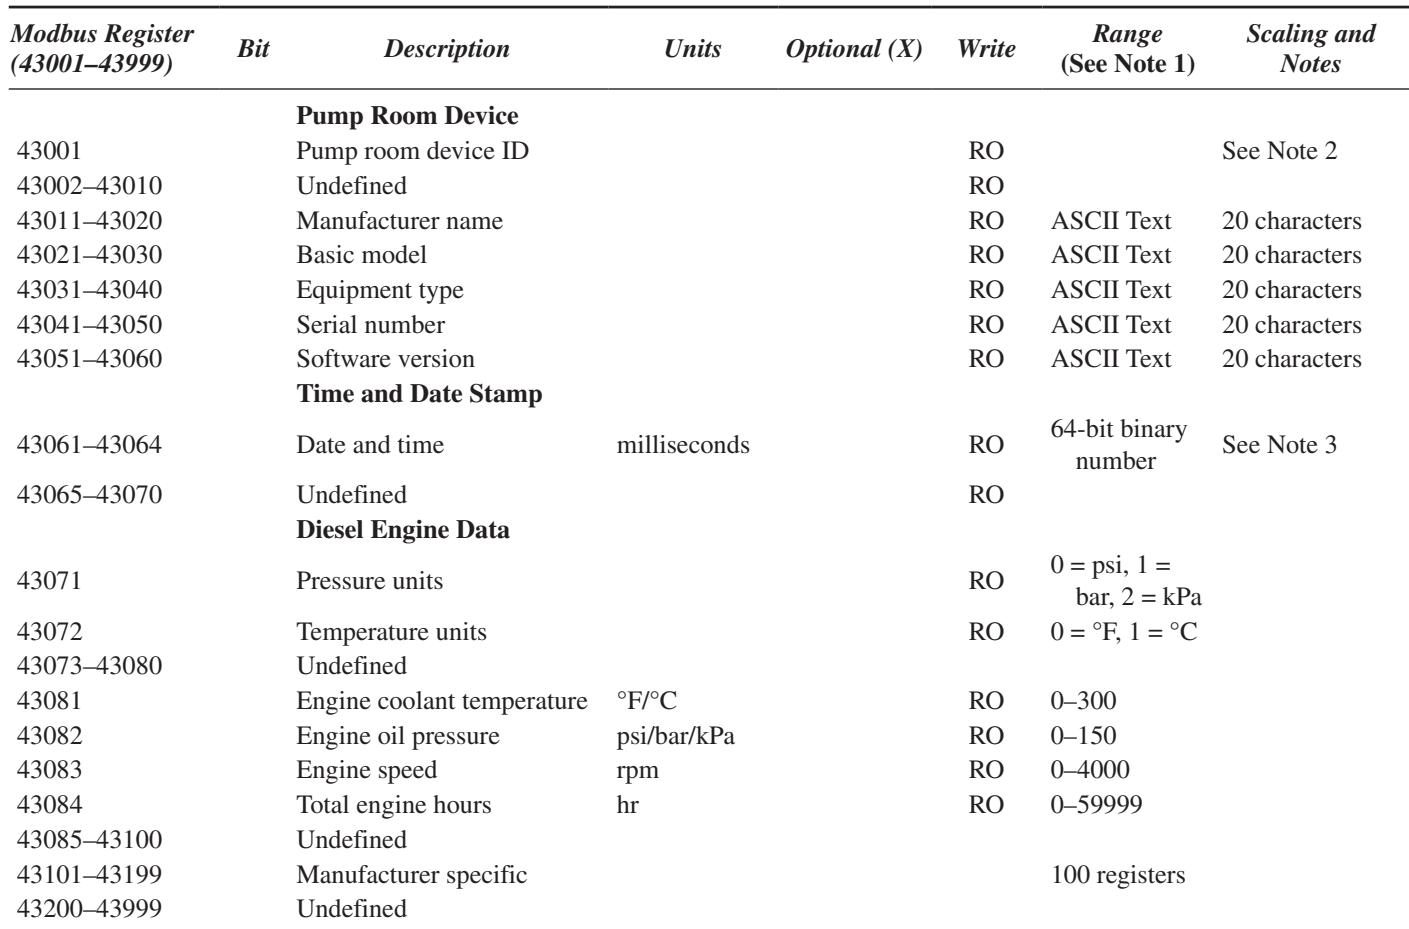 Modbus Register (43001–43999) Bit Description Units Optional (X) Write Range (See Note 1) Scaling and Notes
Pump Room Device
43001 Pump room device ID RO See Note 2
43002–43010 Undefined RO
43011–43020 Manufacturer name RO ASCII Text 20 characters
43021–43030 Basic model RO ASCII Text 20 characters
43031–43040 Equipment type RO ASCII Text 20 characters
43041–43050 Serial number RO ASCII Text 20 characters
43051–43060 Software version RO ASCII Text 20 characters
Time and Date Stamp
43061–43064 Date and time milliseconds RO 64-bit binary number See Note 3
43065–43070 Undefined RO
Diesel Engine Data
43071 Pressure units RO 0 = psi, 1 = bar, 2 = kPa
43072 Temperature units RO 0 = °F, 1 = °C
43073–43080 Undefined
43081 Engine coolant temperature °F/°C RO 0–300
43082 Engine oil pressure psi/bar/kPa RO 0–150
43083 Engine speed rpm RO 0–4000
43084 Total engine hours hr RO 0–59999
43085–43100 Undefined
43101–43199 Manufacturer specific 100 registers
43200–43999 Undefined